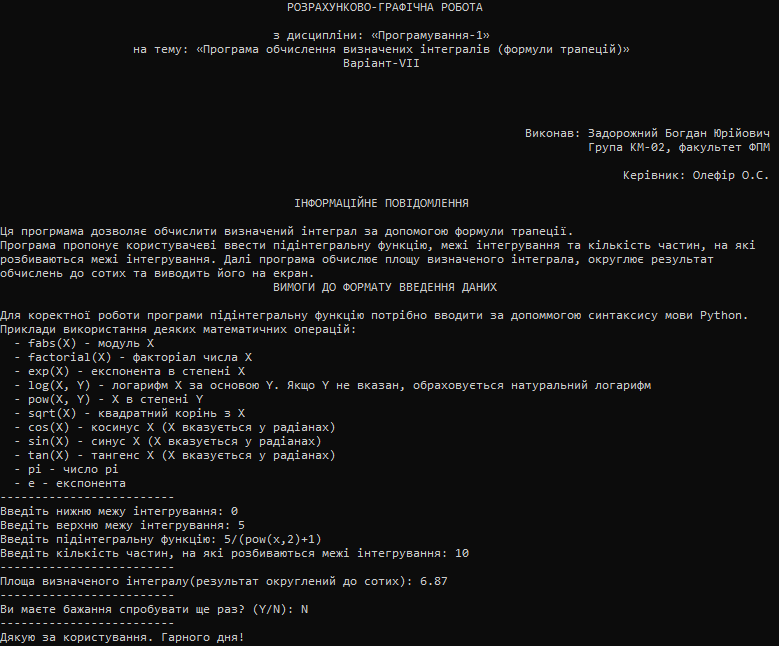 РОЗРАХУНКОВО-ГРАФІЧНА РОБОТА
з дисципліни: «Програмування-1»
на тему: «Програма обчислення визначених інтегралів (формули трапецій)»
Варіант-VII
Виконав: Задорожний Богдан Юрійович
Група КМ-02, факультет ФПМ
Керівник: Олефір О.С.
ІНФОРМАЦІЙНЕ ПОВІДОМЛЕННЯ
Ця прогрмама дозволяє обчислити визначений інтеграл за допомогою формули трапеції.
Програма пропонує користувачеві ввести підінтегральну функцію, межі інтегрування та кількість частин, на які
розбиваються межі інтегрування. Далі програма обчислює площу визначеного інтеграла, округлює результат
обчислень до сотих та виводить його на екран.
ВИМОГИ ДО ФОРМАТУ ВВЕДЕННЯ ДАНИХ
Для коректної роботи програми підінтегральну функцію потрібно вводити за допоммогою синтаксису мови Python.
Приклади використання деяких математичних операцій:
- fabs(X) - модуль X
- factorial(X) - факторіал числа X
- exp(X) - експонента в степені X
- log(X, Y) - логарифм X за основою Y. Якщо Y не вказан, обраховується натуральний логарифм
- pow(X, Y) - X в степені Y
- sqrt(X) - квадратний корінь з X
- cos(X) - косинус X (X вказується у радіанах)
- sin(X) - синус X (X вказується у радіанах)
- tan(X) - тангенс X (X вказується у радіанах)
- pi - число pi
- e - експонента
-------------------------
Введіть нижню межу інтегрування: 0
Введіть верхню межу інтегрування: 5
Введіть підінтегральну функцію: 5/(pow(x,2)+1)
Введіть кількість частин, на які розбиваються межі інтегрування: 10
-------------------------
Площа визначеного інтегралу(результат округлений до сотих): 6.87
-------------------------
Ви маєте бажання спробувати ще раз? (Y/N): N
-------------------------
Дякую за користування. Гарного дня!